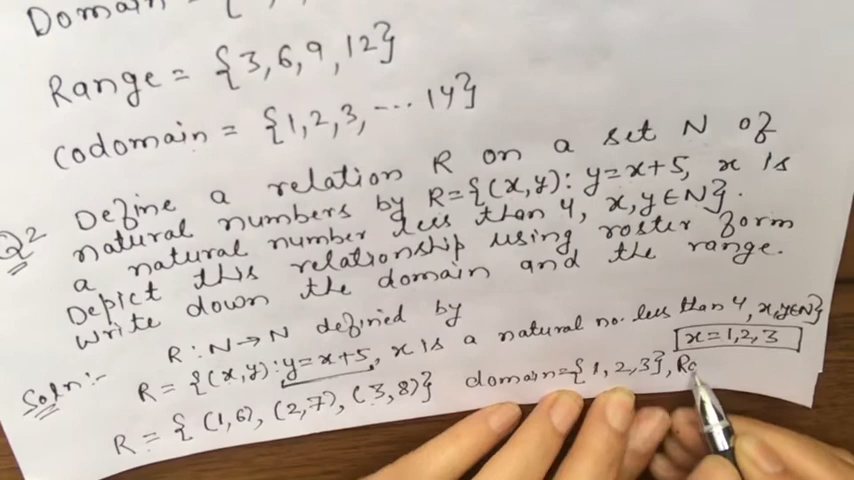 Domain = {
Range = {3, 6, 9, 12}
Codomain = {1, 2, 3, ... 14}
Q2 Define a relation R on a set N of
natural numbers by R = {(x, y) : y = x + 5, x is
a natural number less than 4, x, y ∈ N}.
Depict this relationship using roster form
write down the domain and the range.
Soln:- R : N → N defined by
R = {(x, y) : y = x + 5, x is a natural no. less than 4, x, y ∈ N}
x = 1, 2, 3
R = { (1, 6), (2, 7), (3, 8)} domain = {1, 2, 3}, Ra